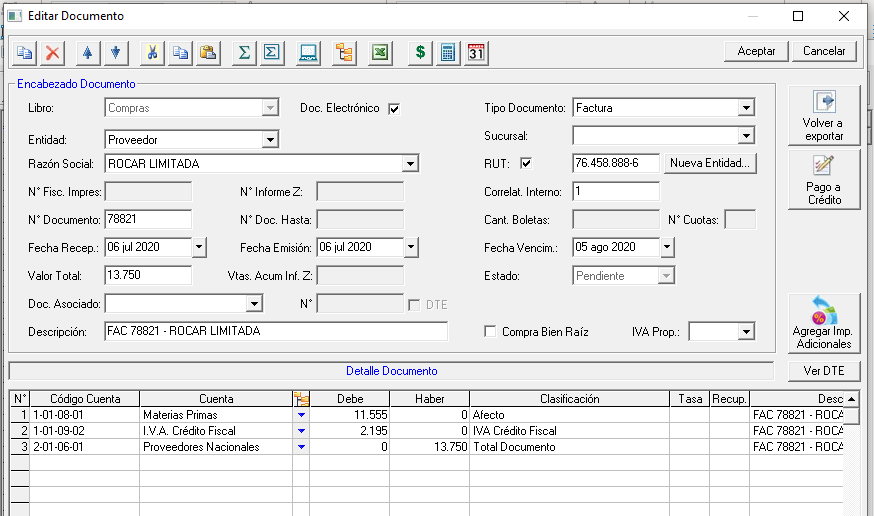 Editar Documento
Σ Σ $ 31 Aceptar Cancelar
Encabezado Documento
Libro: Compras Doc. Electrónico Tipo Documento: Factura
Entidad: Proveedor Sucursal:
Razón Social: ROCAR LIMITADA RUT: 76.458.888-6 Nueva Entidad...
N° Fisc. Impres: N° Informe Z: Correlat. Interno: 1
N° Documento: 78821 N° Doc. Hasta: Cant. Boletas: N° Cuotas:
Fecha Recep.: 06 jul 2020 Fecha Emisión: 06 jul 2020 Fecha Vencim.: 05 ago 2020
Valor Total: 13.750 Vtas. Acum Inf. Z: Estado: Pendiente
Doc. Asociado: N° DTE
Descripción: FAC 78821 - ROCAR LIMITADA Compra Bien Raíz IVA Prop.:
Volver a
exportar
Pago a
Crédito
%
Agregar Imp.
Adicionales
Detalle Documento Ver DTE
N° Código Cuenta Cuenta Debe Haber Clasificación Tasa Recup. Desc
1 1-01-08-01 Materias Primas 11.555 0 Afecto FAC 78821 - ROCA
2 1-01-09-02 I.V.A. Crédito Fiscal 2.195 0 IVA Crédito Fiscal FAC 78821 - ROCA
3 2-01-06-01 Proveedores Nacionales 0 13.750 Total Documento FAC 78821 - ROCA